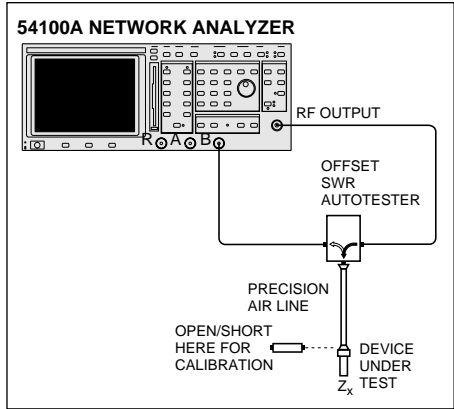 54100A NETWORK ANALYZER
R A B
RF OUTPUT
OFFSET
SWR
AUTOTESTER
PRECISION
AIR LINE
OPEN/SHORT
HERE FOR
CALIBRATION
DEVICE
UNDER
TEST
Zx